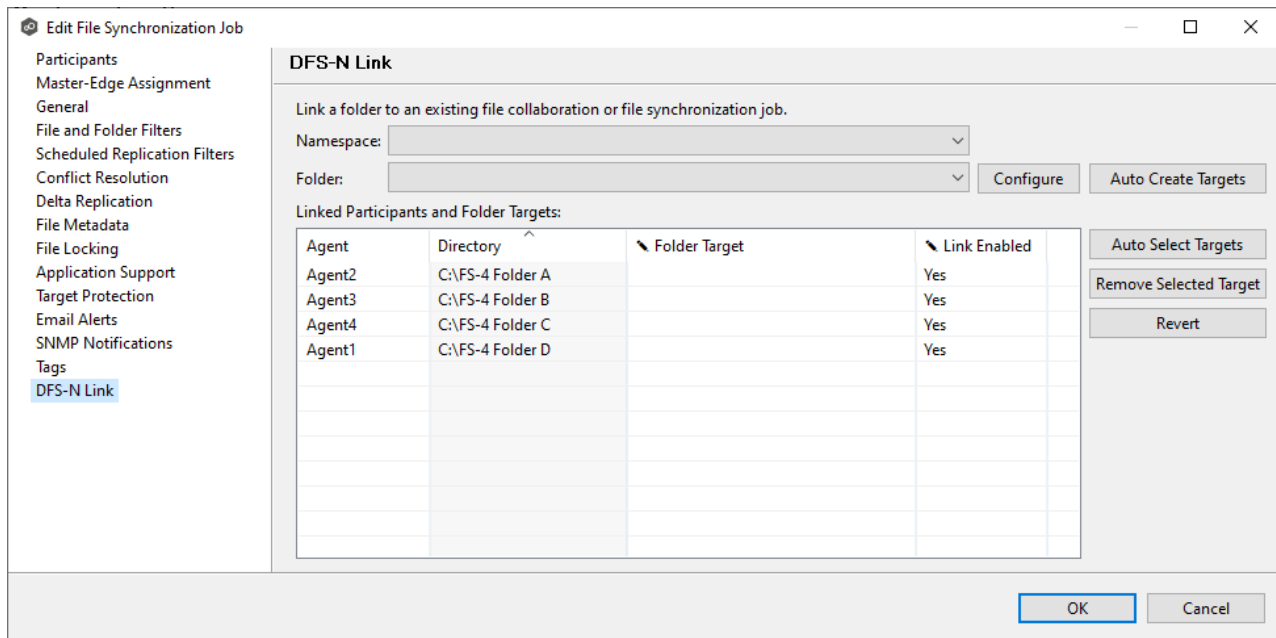 Edit File Synchronization Job
Participants
Master-Edge Assignment
General
File and Folder Filters
Scheduled Replication Filters
Conflict Resolution
Delta Replication
File Metadata
File Locking
Application Support
Target Protection
Email Alerts
SNMP Notifications
Tags
DFS-N Link
DFS-N Link
Link a folder to an existing file collaboration or file synchronization job.
Namespace:
Folder: Configure Auto Create Targets
Linked Participants and Folder Targets:
Agent Directory Folder Target Link Enabled
Agent2 C:\FS-4 Folder A Yes
Agent3 C:\FS-4 Folder B Yes
Agent4 C:\FS-4 Folder C Yes
Agent1 C:\FS-4 Folder D Yes
Auto Select Targets
Remove Selected Target
Revert
OK Cancel